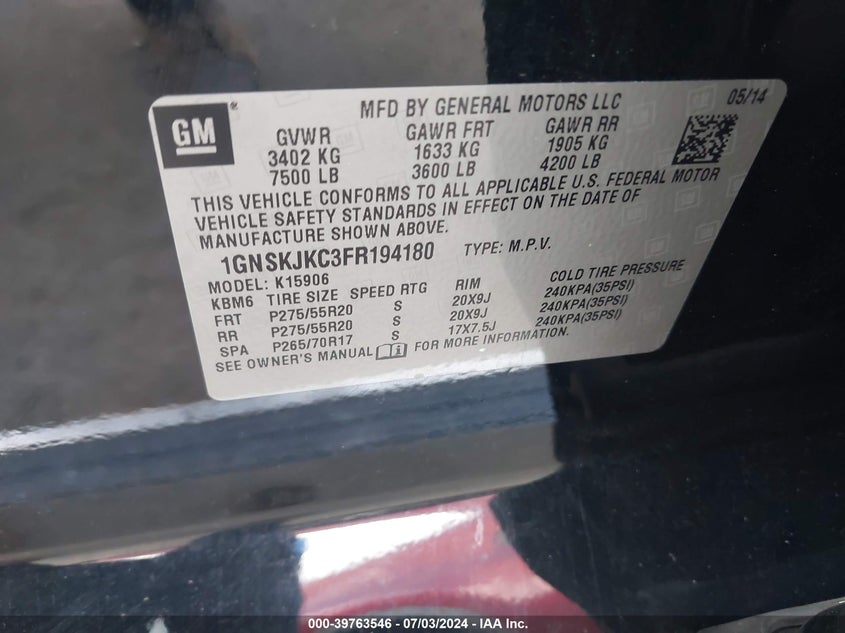 MFD BY GENERAL MOTORS LLC 05/14
GM®
GVWR GAWR FRT GAWR RR
3402 KG 1633 KG 1905 KG
7500 LB 3600 LB 4200 LB
THIS VEHICLE CONFORMS TO ALL APPLICABLE U.S. FEDERAL MOTOR
VEHICLE SAFETY STANDARDS IN EFFECT ON THE DATE OF
MANUFACTURE SHOWN ABOVE.
1GNSKJKC3FR194180 TYPE: M.P.V.
MODEL: K15906
KBM6 TIRE SIZE SPEED RTG RIM COLD TIRE PRESSURE
FRT P275/55R20 S 20X9J 240KPA(35PSI)
RR P275/55R20 S 20X9J 240KPA(35PSI)
SPA P265/70R17 S 17X7.5J 240KPA(35PSI)
SEE OWNER'S MANUAL i FOR MORE INFORMATION.
000-39763546 / 07/03/2024 / IAA Inc.